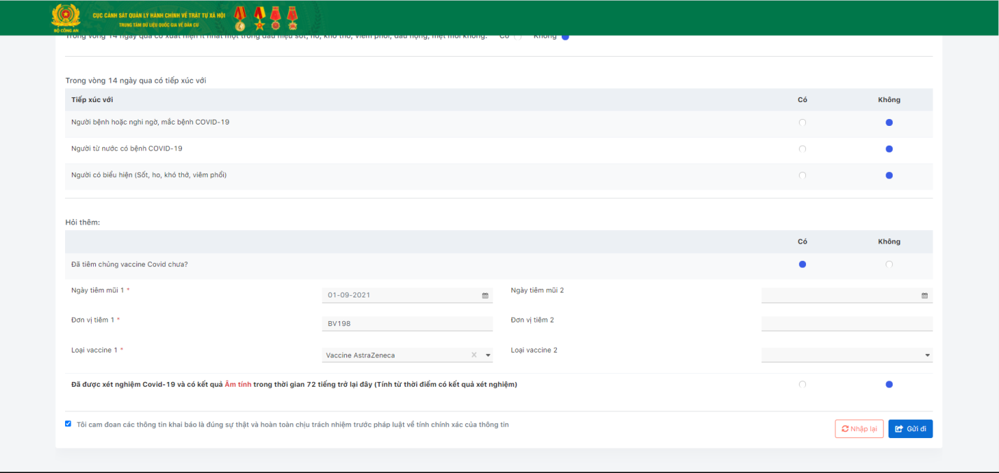 CỤC CẢNH SÁT QUẢN LÝ HÀNH CHÍNH VỀ TRẬT TỰ XÃ HỘI
TRUNG TÂM DỮ LIỆU QUỐC GIA VỀ DÂN CƯ
BỘ CÔNG AN
Trong vòng 14 ngày qua có xuất hiện ít nhất một trong dấu hiệu sốt, ho, khó thở, viêm phổi, đau họng, mệt mỏi không. Có Không
Trong vòng 14 ngày qua có tiếp xúc với
Tiếp xúc với Có Không
Người bệnh hoặc nghi ngờ, mắc bệnh COVID-19
Người từ nước có bệnh COVID-19
Người có biểu hiện (Sốt, ho, khó thở, viêm phổi)
Hỏi thêm:
Có Không
Đã tiêm chủng vaccine Covid chưa?
Ngày tiêm mũi 1 * 01-09-2021 Ngày tiêm mũi 2
Đơn vị tiêm 1 * BV198 Đơn vị tiêm 2
Loại vaccine 1 * Vaccine AstraZeneca Loại vaccine 2
Đã được xét nghiệm Covid-19 và có kết quả Âm tính trong thời gian 72 tiếng trở lại đây (Tính từ thời điểm có kết quả xét nghiệm)
Tôi cam đoan các thông tin khai báo là đúng sự thật và hoàn toàn chịu trách nhiệm trước pháp luật về tính chính xác của thông tin
Nhập lại Gửi đi